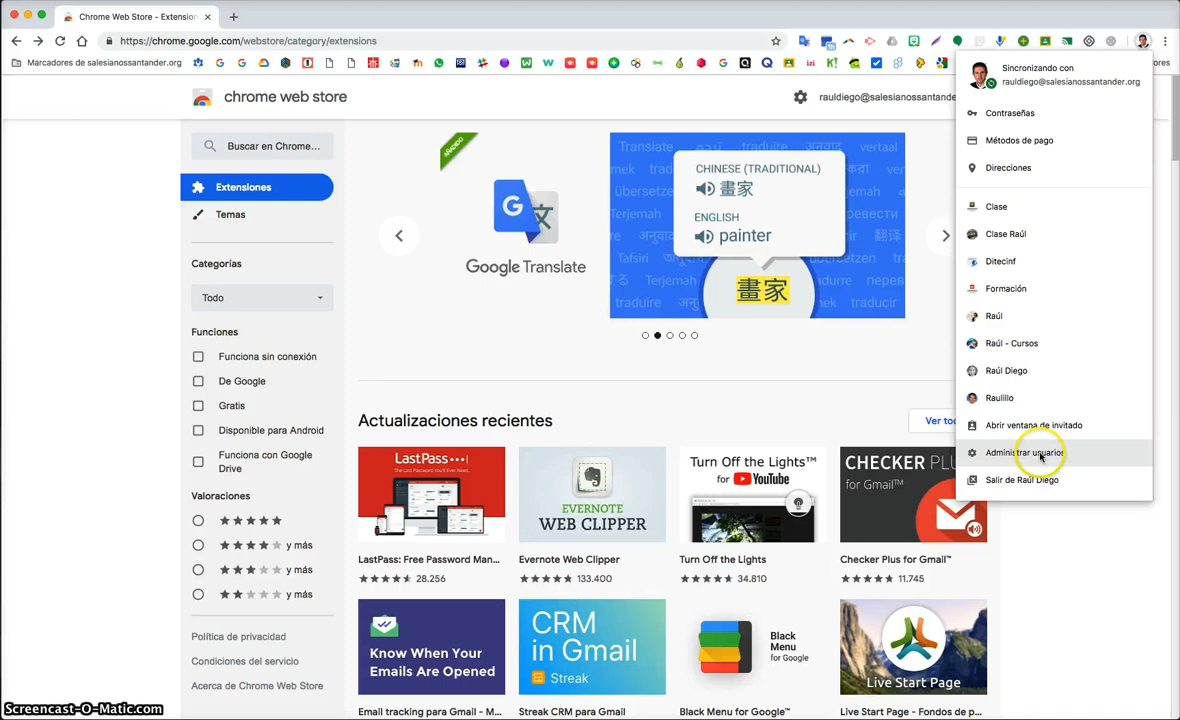 Chrome Web Store - Extension
https://chrome.google.com/webstore/category/extensions
Marcadores de salesianossantander.org
chrome web store
rauldiego@salesianossantande
Buscar en Chrome...
Extensiones
Temas
Categorías
Todo
Funciones
Funciona sin conexión
De Google
Gratis
Disponible para Android
Funciona con Google
Drive
Valoraciones
y más
y más
y más
Política de privacidad
Condiciones del servicio
Acerca de Chrome Web Store
AÑADIDO
Google Translate
CHINESE (TRADITIONAL)
畫家
ENGLISH
painter
畫家
Actualizaciones recientes
Ver to
LastPass
EVERNOTE
WEB CLIPPER
Turn Off the Lights™
for YouTube
CHECKER PLU
for Gmail™
LastPass: Free Password Man...
28.256
Evernote Web Clipper
133.400
Turn Off the Lights
34.810
Checker Plus for Gmail™
11.745
Know When Your
Emails Are Opened
CRM
in Gmail
Streak
Black
Menu
for Google
Live Start Page
Email tracking para Gmail - M...
Streak CRM para Gmail
Black Menu for Google™
Live Start Page - Fondos de p...
Sincronizando con
rauldiego@salesianossantander.org
Contraseñas
Métodos de pago
Direcciones
Clase
Clase Raúl
Ditecinf
Formación
Raúl
Raúl - Cursos
Raúl Diego
Raulillo
Abrir ventana de invitado
Administrar usuarios
Salir de Raúl Diego
Screencast-O-Matic.com